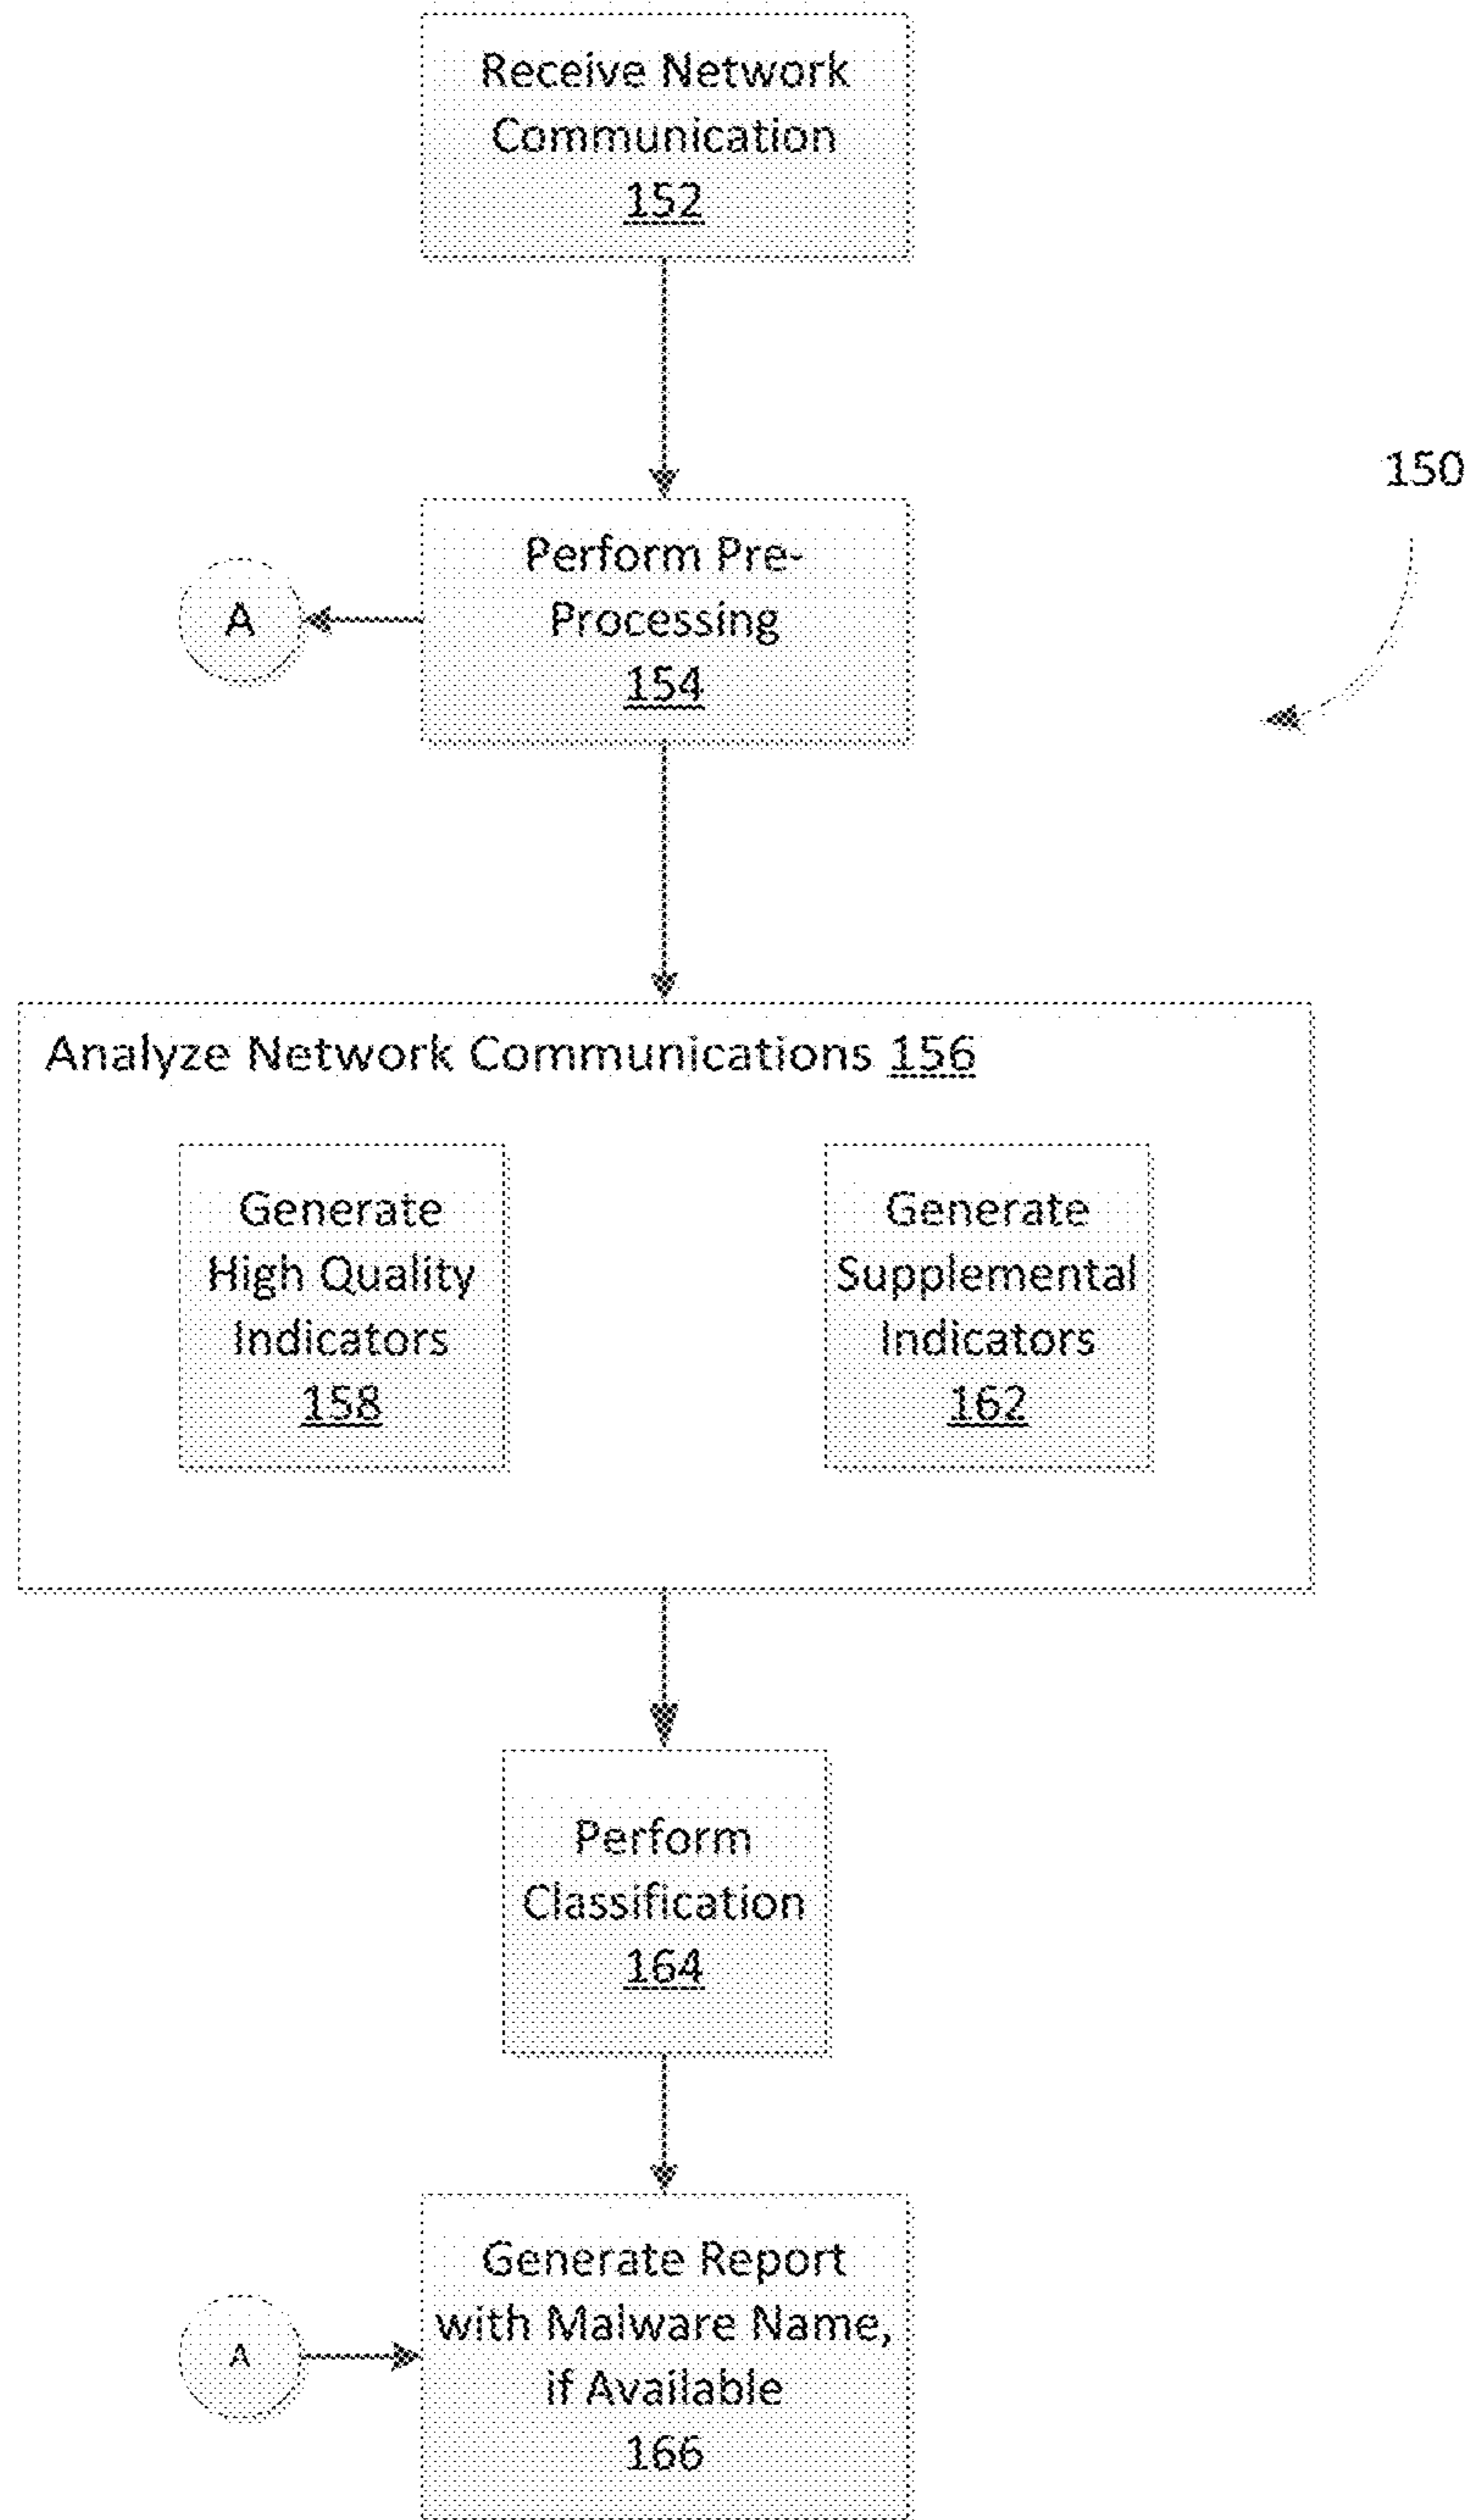 Receive Network
Communication
152
150
Perform Pre-
Processing
154
A
Analyze Network Communications 156
Generate
High Quality
Indicators
158
Generate
Supplemental
Indicators
162
Perform
Classification
164
Generate Report
with Malware Name,
if Available
166
A